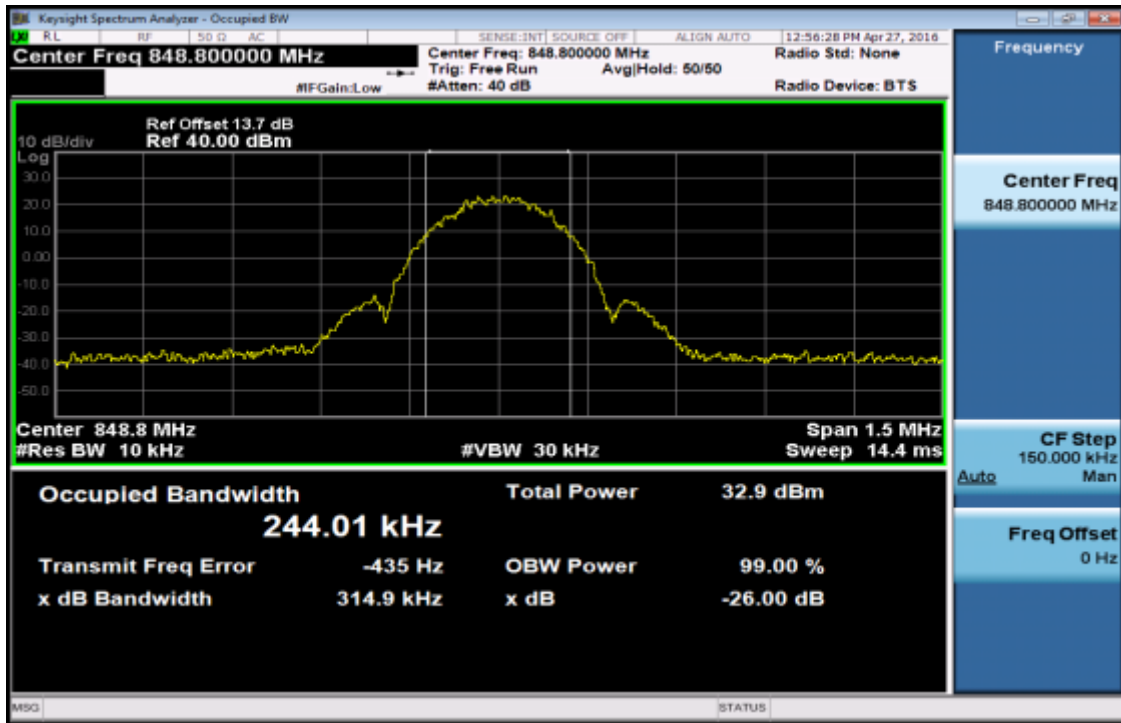 Keysight Spectrum Analyzer - Occupied BW
RL RF 50 Ω AC SENSE:INT SOURCE OFF ALIGN AUTO 12:56:28 PM Apr 27, 2016
Center Freq 848.800000 MHz
Center Freq: 848.800000 MHz
Radio Std: None
Trig: Free Run Avg|Hold: 50/50
#IFGain:Low
#Atten: 40 dB
Radio Device: BTS
Ref Offset 13.7 dB
10 dB/div Ref 40.00 dBm
Log
30.0
20.0
10.0
0.00
-10.0
-20.0
-30.0
-40.0
-50.0
Center 848.8 MHz Span 1.5 MHz
#Res BW 10 kHz #VBW 30 kHz Sweep 14.4 ms
Occupied Bandwidth Total Power 32.9 dBm
244.01 kHz
Transmit Freq Error -435 Hz OBW Power 99.00 %
x dB Bandwidth 314.9 kHz x dB -26.00 dB
MSG STATUS
Frequency
Center Freq
848.800000 MHz
CF Step
150.000 kHz
Auto Man
Freq Offset
0 Hz